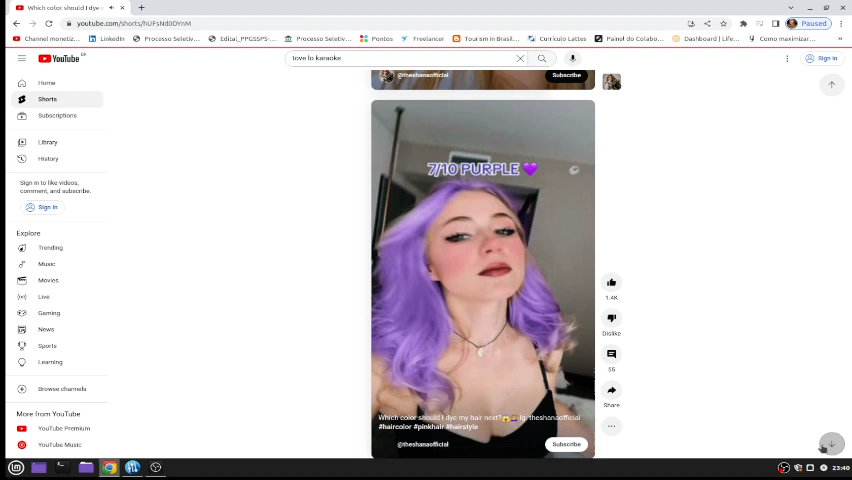 Which color should I dye m
youtube.com/shorts/hUFsNd0DYnM
Paused
Channel monetiz...
LinkedIn
Processo Seletiv...
Edital_PPGSSPS-...
Processo Seletiv...
Pontos
Freelancer
Tourism in Brasil...
Currículo Lattes
Painel do Colabo...
Dashboard | Life...
Como maximizar...
YouTube
tove lo karaoke
Sign in
Home
Shorts
Subscriptions
Library
History
Sign in to like videos,
comment, and subscribe.
Sign in
Explore
Trending
Music
Movies
Live
Gaming
News
Sports
Learning
Browse channels
More from YouTube
YouTube Premium
YouTube Music
@theshanaofficial
Subscribe
7/10 PURPLE 💜
Which color should I dye my hair next?
Ig: theshanaofficial
#haircolor #pinkhair #hairstyle
@theshanaofficial
Subscribe
1.4K
Dislike
55
Share
23:40